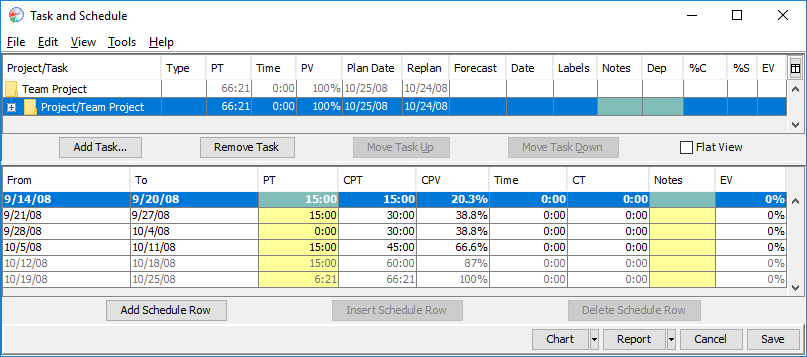 Task and Schedule
File Edit View Tools Help
Project/Task Type PT Time PV Plan Date Replan Forecast Date Labels Notes Dep %C %S EV
Team Project 66:21 0:00 100% 10/25/08 10/24/08
Project/Team Project 66:21 0:00 100% 10/25/08 10/24/08
Add Task... Remove Task Move Task Up Move Task Down Flat View
From To PT CPT CPV Time CT Notes EV
9/14/08 9/20/08 15:00 15:00 20.3% 0:00 0:00 0%
9/21/08 9/27/08 15:00 30:00 38.8% 0:00 0:00 0%
9/28/08 10/4/08 0:00 30:00 38.8% 0:00 0:00 0%
10/5/08 10/11/08 15:00 45:00 66.6% 0:00 0:00 0%
10/12/08 10/18/08 15:00 60:00 87% 0:00 0:00 0%
10/19/08 10/25/08 6:21 66:21 100% 0:00 0:00 0%
Add Schedule Row Insert Schedule Row Delete Schedule Row
Chart Report Cancel Save